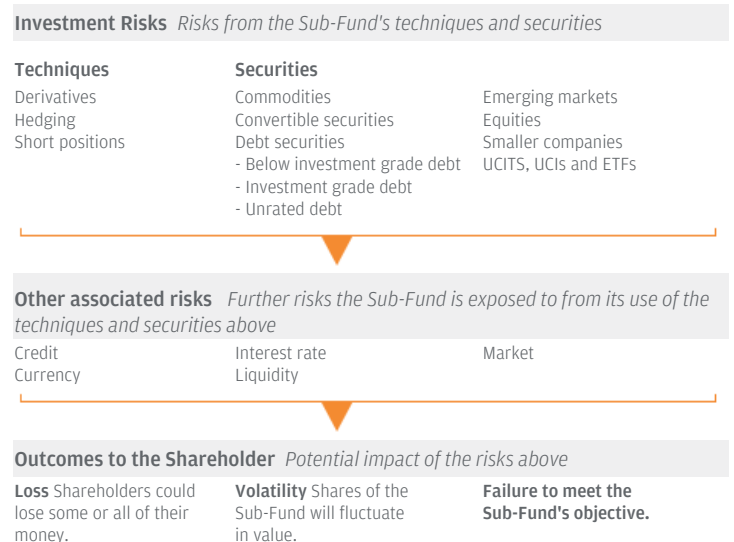 Investment Risks Risks from the Sub-Fund's techniques and securities
Techniques
Derivatives
Hedging
Short positions
Securities
Commodities
Convertible securities
Debt securities
- Below investment grade debt
- Investment grade debt
- Unrated debt
Emerging markets
Equities
Smaller companies
UCITS, UCIs and ETFs
Other associated risks Further risks the Sub-Fund is exposed to from its use of the
techniques and securities above
Credit
Currency
Interest rate
Liquidity
Market
Outcomes to the Shareholder Potential impact of the risks above
Loss Shareholders could
lose some or all of their
money.
Volatility Shares of the
Sub-Fund will fluctuate
in value.
Failure to meet the
Sub-Fund's objective.